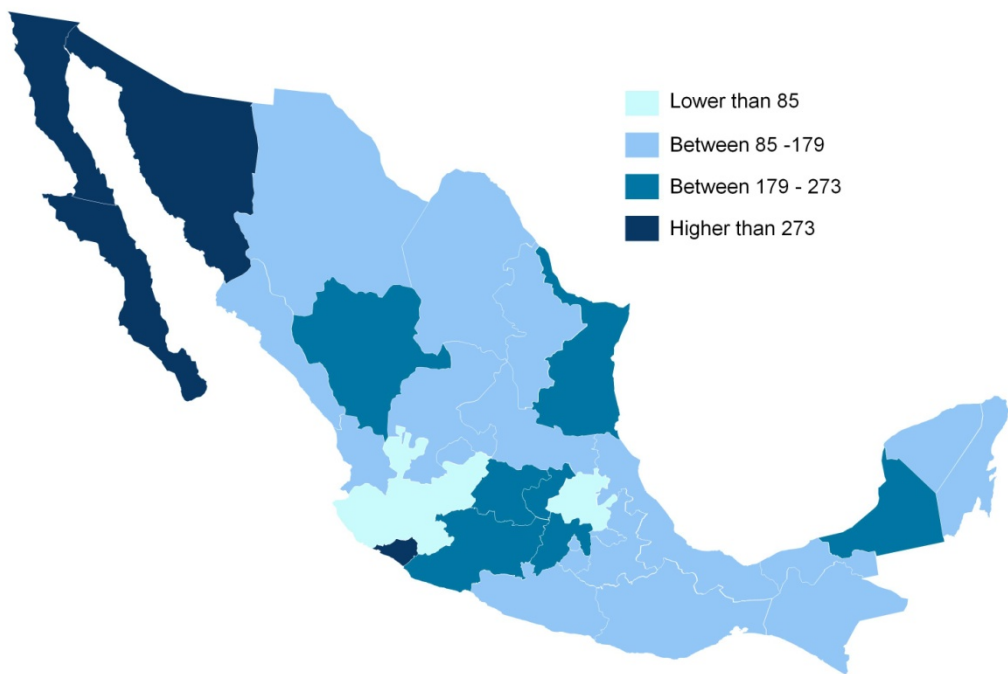 Lower than 85
Between 85 -179
Between 179 - 273
Higher than 273